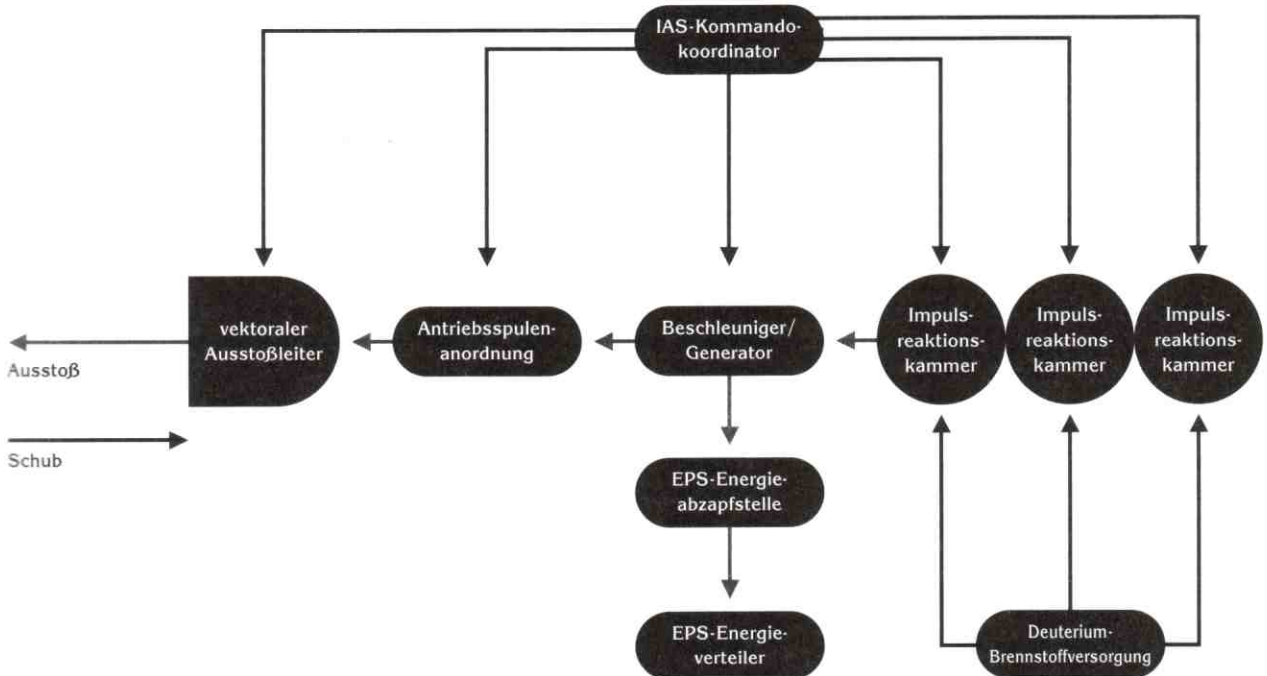 IAS-Kommando-
koordinator
vektoraler
Ausstoßleiter
Antriebsspulen-
anordnung
Beschleuniger/
Generator
Impuls-
reaktions-
kammer
Impuls-
reaktions-
kammer
Impuls-
reaktions-
kammer
Ausstoß
Schub
EPS-Energie-
abzapfstelle
EPS-Energie-
verteiler
Deuterium-
Brennstoffversorgung